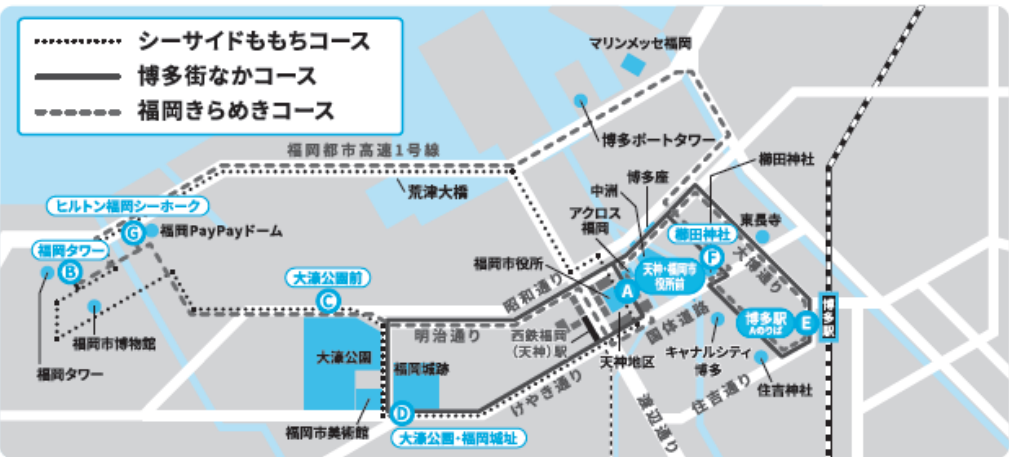 シーサイドももちコース
博多街なかコース
福岡きらめきコース
マリンメッセ福岡
博多ポートタワー
福岡都市高速1号線
荒津大橋
櫛田神社
博多座
中洲
アクロス
福岡
東長寺
ヒルトン福岡シーホーク
G
福岡PayPayドーム
福岡タワー
B
櫛田神社
F
大博通り
福岡市役所
天神・福岡市
役所前
A
大濠公園前
C
昭和通り
明治通り
国体道路
博多駅
Aのりば
E
博多駅
西鉄福岡
(天神)駅
天神地区
キャナルシティ
博多
住吉神社
住吉通り
福岡市博物館
福岡タワー
大濠公園
福岡城跡
けやき通り
渡辺通り
D
福岡市美術館
大濠公園・福岡城址